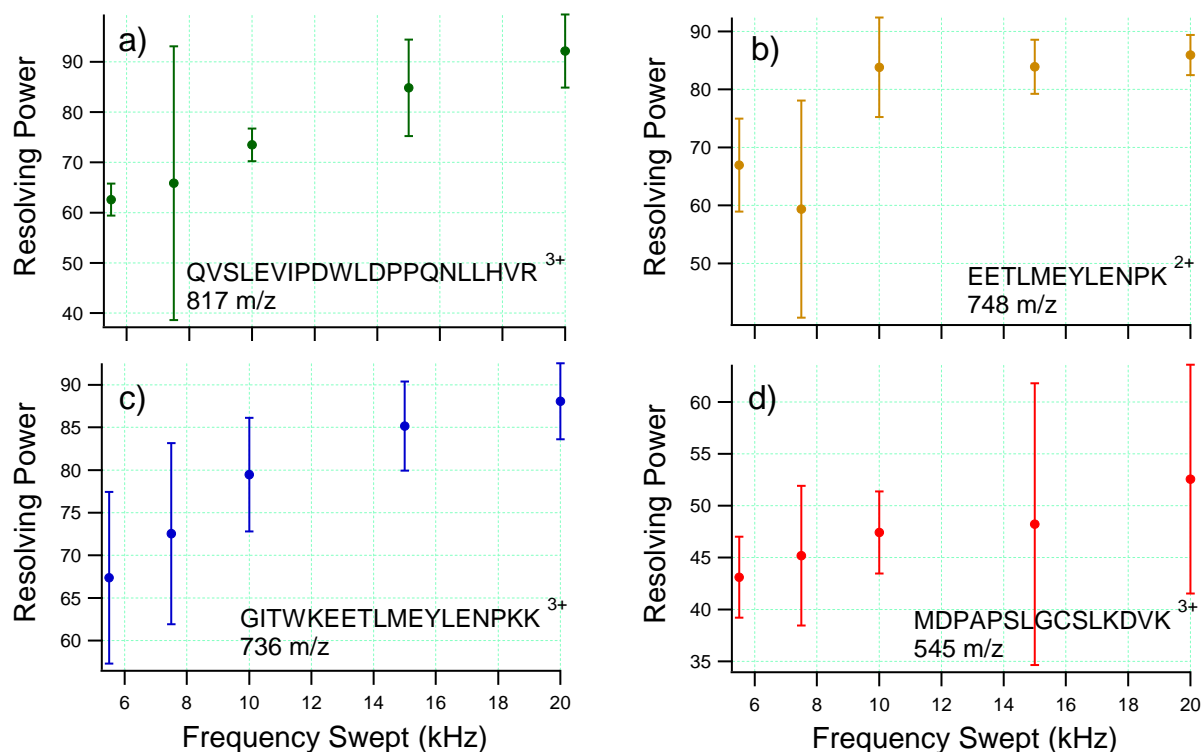 a)
Resolving Power
90
80
70
60
50
40
QVSLEVIPDWLDPPQNLLHVR 3+
817 m/z
b)
Resolving Power
90
80
70
60
50
EETLMEYLENPK 2+
748 m/z
c)
Resolving Power
90
85
80
75
70
65
60
GITWKEETLMEYLENPKK 3+
736 m/z
6 8 10 12 14 16 18 20
Frequency Swept (kHz)
d)
Resolving Power
60
55
50
45
40
35
MDPAPSLGCSLKDVK 3+
545 m/z
6 8 10 12 14 16 18 20
Frequency Swept (kHz)